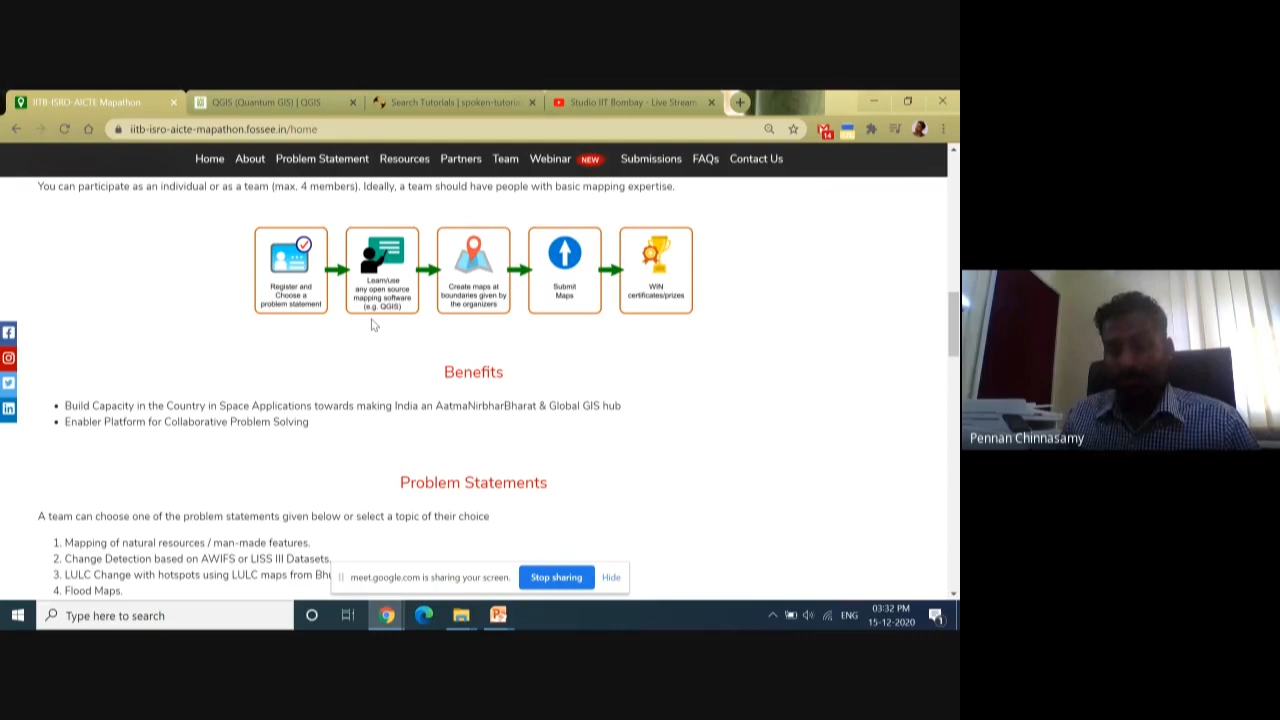 IITB-ISRO-AICTE Mapathon
QGIS (Quantum GIS) | QGIS
Search Tutorials | spoken-tutoria
Studio IIT Bombay - Live Stream
iitb-isro-aicte-mapathon.fossee.in/home
14
Home About Problem Statement Resources Partners Team Webinar NEW Submissions FAQs Contact Us
You can participate as an individual or as a team (max. 4 members). Ideally, a team should have people with basic mapping expertise.
Register and
Choose a
problem statement
Learn/use
any open source
mapping software
(e.g. QGIS)
Create maps at
boundaries given by
the organizers
Submit
Maps
WIN
certificates/prizes
Benefits
• Build Capacity in the Country in Space Applications towards making India an AatmaNirbharBharat & Global GIS hub
• Enabler Platform for Collaborative Problem Solving
Problem Statements
A team can choose one of the problem statements given below or select a topic of their choice
1. Mapping of natural resources / man-made features.
2. Change Detection based on AWIFS or LISS III Datasets.
3. LULC Change with hotspots using LULC maps from Bhu
4. Flood Maps.
meet.google.com is sharing your screen.
Stop sharing
Hide
Pennan Chinnasamy
Type here to search
ENG
03:32 PM
15-12-2020
1